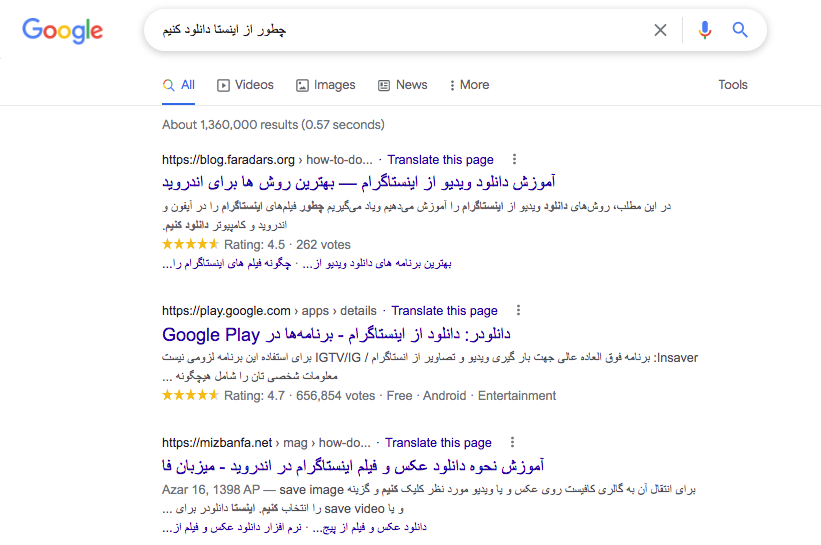 Google
چطور از اینستا دانلود کنیم
All Videos Images News More Tools
About 1,360,000 results (0.57 seconds)
https://blog.faradars.org › how-to-do... · Translate this page
آموزش دانلود ویدیو از اینستاگرام — بهترین روش ها برای اندروید
در این مطلب، روش‌های دانلود ویدیو از اینستاگرام را آموزش می‌دهیم ویاد می‌گیریم چطور فیلم‌های اینستاگرام را در آیفون و
اندروید و کامپیوتر دانلود کنیم.
Rating: 4.5 · 262 votes
بهترین برنامه های دانلود ویدیو از... · چگونه فیلم های اینستاگرام را...
https://play.google.com › apps › details · Translate this page
دانلودر: دانلود از اینستاگرام - برنامه‌ها در Google Play
Insaver: برنامه فوق العاده عالی جهت بار گیری ویدیو و تصاویر از انستاگرام / IGTV/IG برای استفاده این برنامه لزومی نیست
معلومات شخصی تان را شامل هیچگونه ...
Rating: 4.7 · 656,854 votes · Free · Android · Entertainment
https://mizbanfa.net › mag › how-do... · Translate this page
آموزش نحوه دانلود عکس و فیلم اینستاگرام در اندروید - میزبان فا
Azar 16, 1398 AP — برای انتقال آن به گالری کافیست روی عکس و یا ویدیو مورد نظر کلیک کنیم و گزینه save image
و یا save video را انتخاب کنیم. اینستا دانلودر برای ...
دانلود عکس و فیلم از پیج... · نرم افزار دانلود عکس و فیلم از...